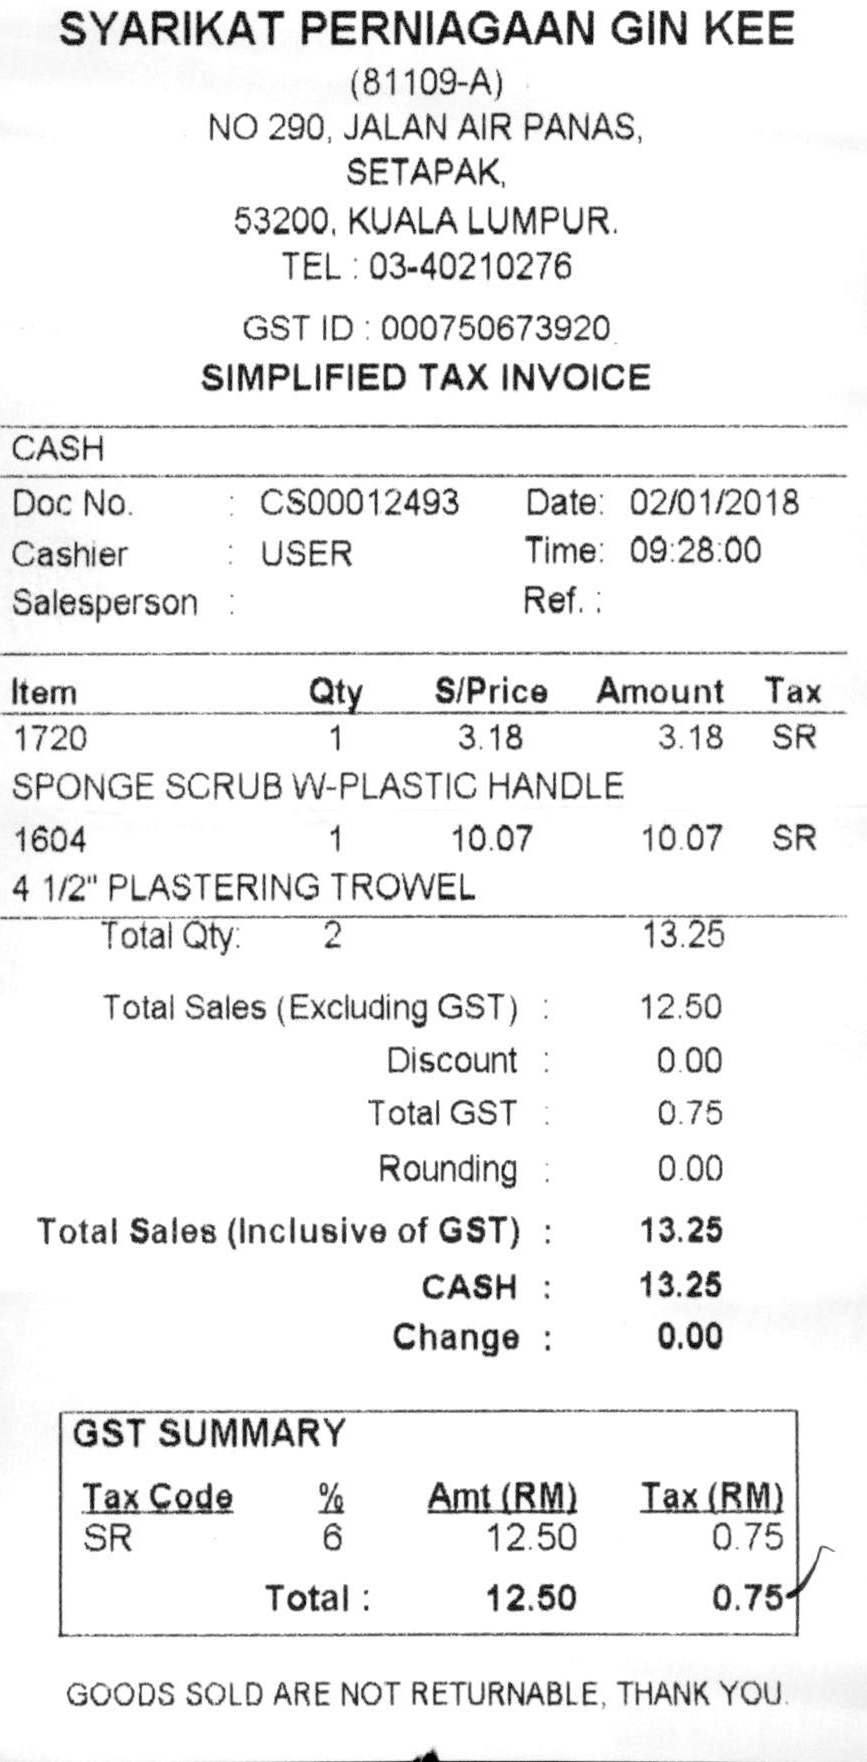 SYARIKAT PERNIAGAAN GIN KEE
(81109-A)
NO 290, JALAN AIR PANAS,
SETAPAK,
53200, KUALA LUMPUR.
TEL : 03-40210276
GST ID : 000750673920
SIMPLIFIED TAX INVOICE
CASH
Doc No. : CS00012493 Date: 02/01/2018
Cashier : USER Time: 09:28:00
Salesperson : Ref. :
Item Qty S/Price Amount Tax
1720 1 3.18 3.18 SR
SPONGE SCRUB W-PLASTIC HANDLE
1604 1 10.07 10.07 SR
4 1/2" PLASTERING TROWEL
Total Qty: 2 13.25
Total Sales (Excluding GST) : 12.50
Discount : 0.00
Total GST : 0.75
Rounding : 0.00
Total Sales (Inclusive of GST) : 13.25
CASH : 13.25
Change : 0.00
GST SUMMARY
Tax Code % Amt (RM) Tax (RM)
SR 6 12.50 0.75
Total : 12.50 0.75
GOODS SOLD ARE NOT RETURNABLE, THANK YOU.